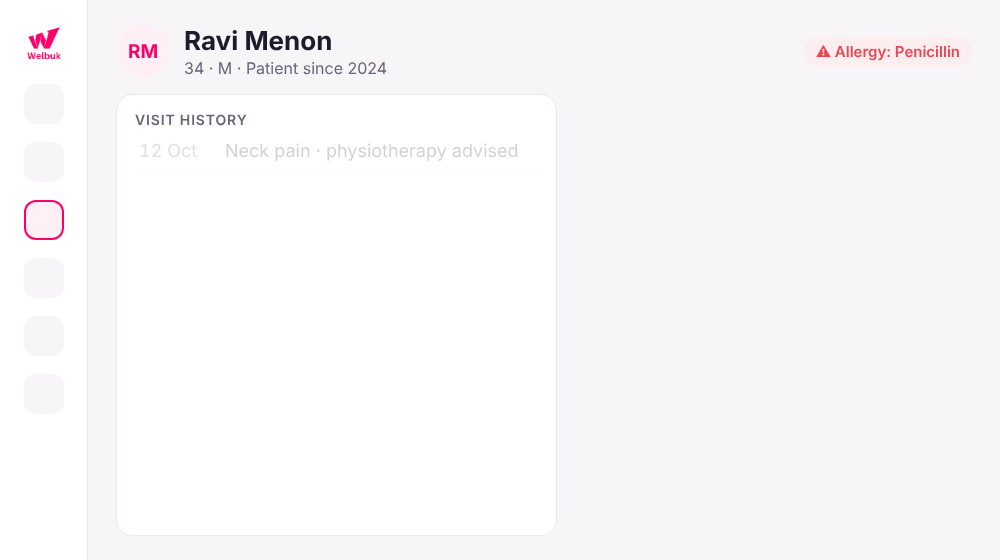 Welbuk
RM
Ravi Menon
34 · M · Patient since 2024
⚠ Allergy: Penicillin
VISIT HISTORY
12 Oct Neck pain · physiotherapy advised